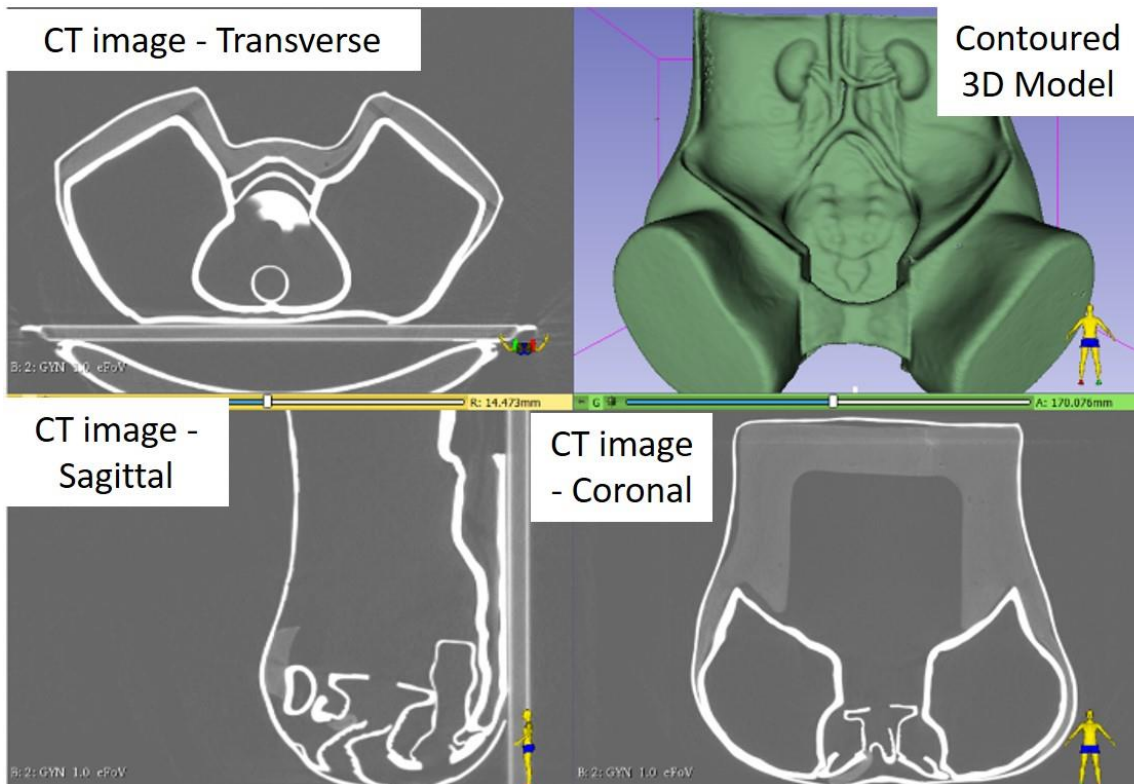 CT image - Transverse
Contoured
3D Model
B: 2: GYN 1.0 eFoV
R: 14.473mm
G
A: 170.076mm
CT image -
Sagittal
CT image
- Coronal
B: 2: GYN 1.0 eFoV
B: 2: GYN 1.0 eFoV